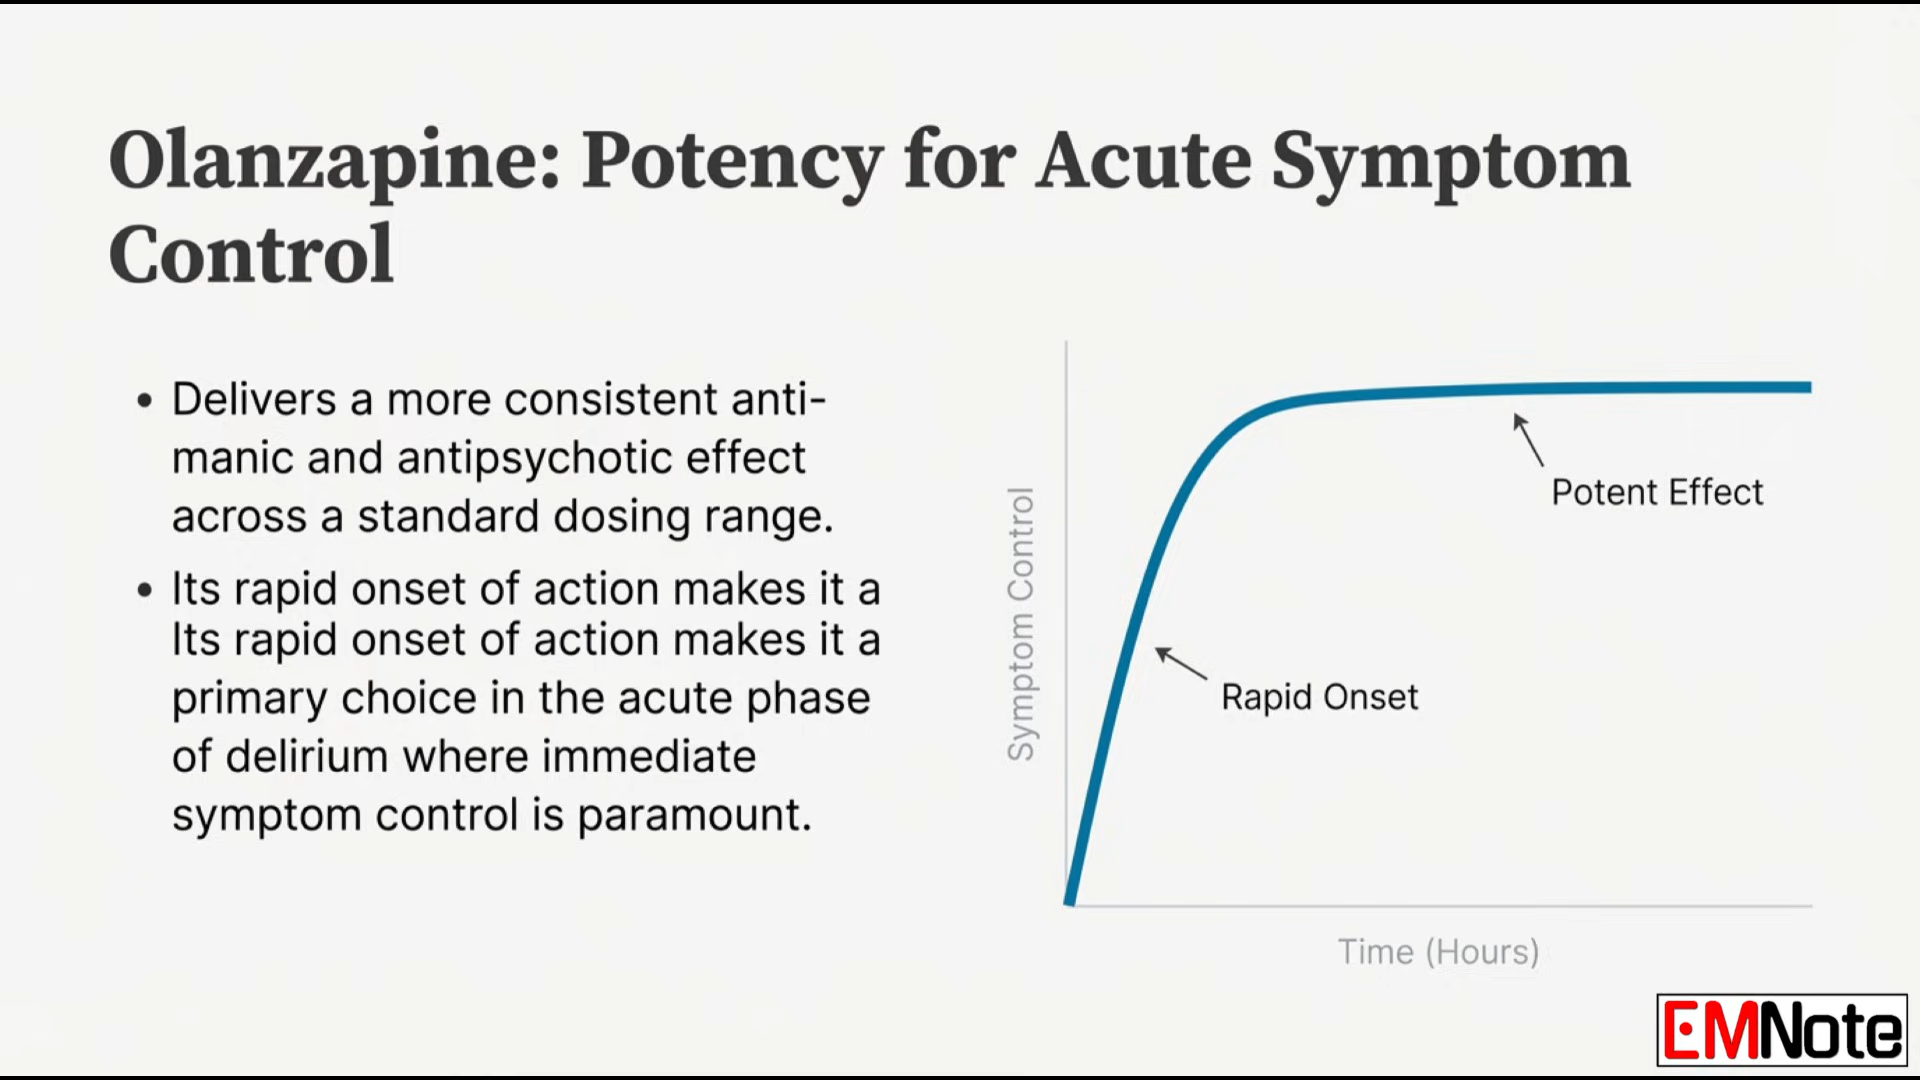 Olanzapine: Potency for Acute Symptom
Control
• Delivers a more consistent anti-
manic and antipsychotic effect
across a standard dosing range.
• Its rapid onset of action makes it a
Its rapid onset of action makes it a
primary choice in the acute phase
of delirium where immediate
symptom control is paramount.
Symptom Control
Potent Effect
Rapid Onset
Time (Hours)
EMNote